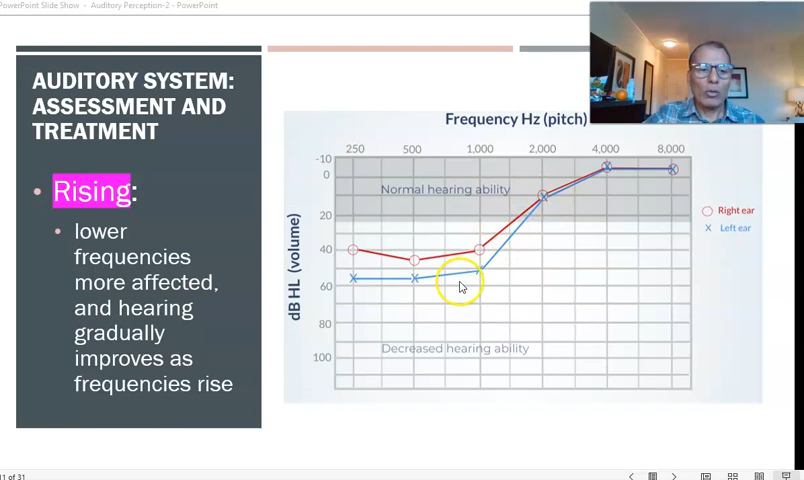 PowerPoint Slide Show - Auditory Perception-2 - PowerPoint
AUDITORY SYSTEM:
ASSESSMENT AND
TREATMENT
• Rising:
• lower
frequencies
more affected,
and hearing
gradually
improves as
frequencies rise
Frequency Hz (pitch)
250 500 1,000 2,000 4,000 8,000
-10
0
20
40
60
80
100
dB HL (volume)
Normal hearing ability
Decreased hearing ability
Right ear
X Left ear
11 of 31